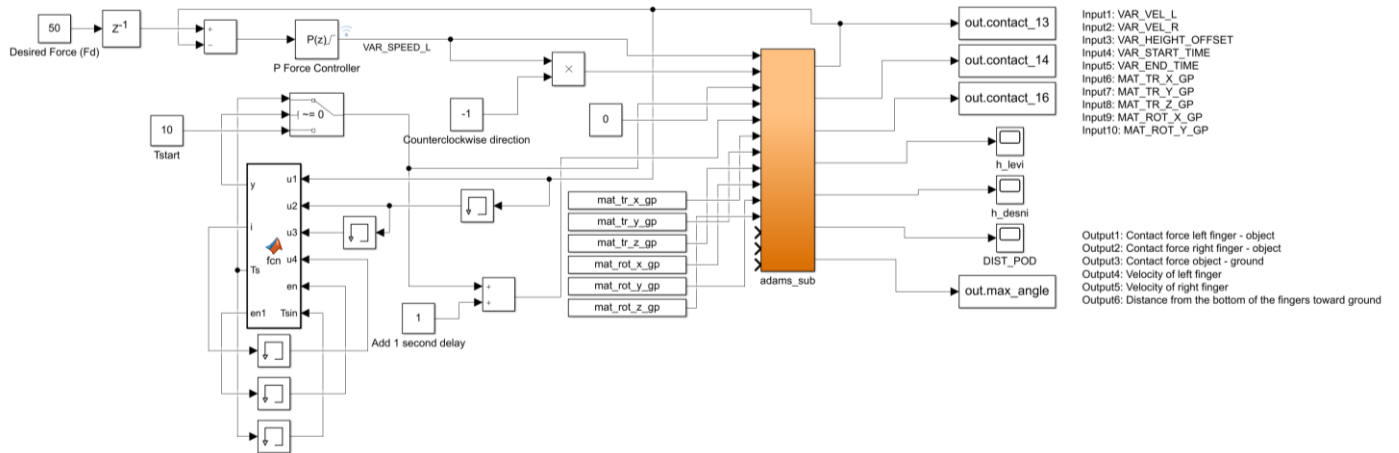 50
Desired Force (Fd)
z-1
+
−
P(z)
P Force Controller
VAR_SPEED_L
×
-1
Counterclockwise direction
0
~= 0
10
Tstart
y
i
Ts
en1
fcn
u1
u2
u3
u4
en
Tsin
+
+
1
Add 1 second delay
mat_tr_x_gp
mat_tr_y_gp
mat_tr_z_gp
mat_rot_x_gp
mat_rot_y_gp
mat_rot_z_gp
adams_sub
out.contact_13
out.contact_14
out.contact_16
h_levi
h_desni
DIST_POD
out.max_angle
Input1: VAR_VEL_L
Input2: VAR_VEL_R
Input3: VAR_HEIGHT_OFFSET
Input4: VAR_START_TIME
Input5: VAR_END_TIME
Input6: MAT_TR_X_GP
Input7: MAT_TR_Y_GP
Input8: MAT_TR_Z_GP
Input9: MAT_ROT_X_GP
Input10: MAT_ROT_Y_GP
Output1: Contact force left finger - object
Output2: Contact force right finger - object
Output3: Contact force object - ground
Output4: Velocity of left finger
Output5: Velocity of right finger
Output6: Distance from the bottom of the fingers toward ground